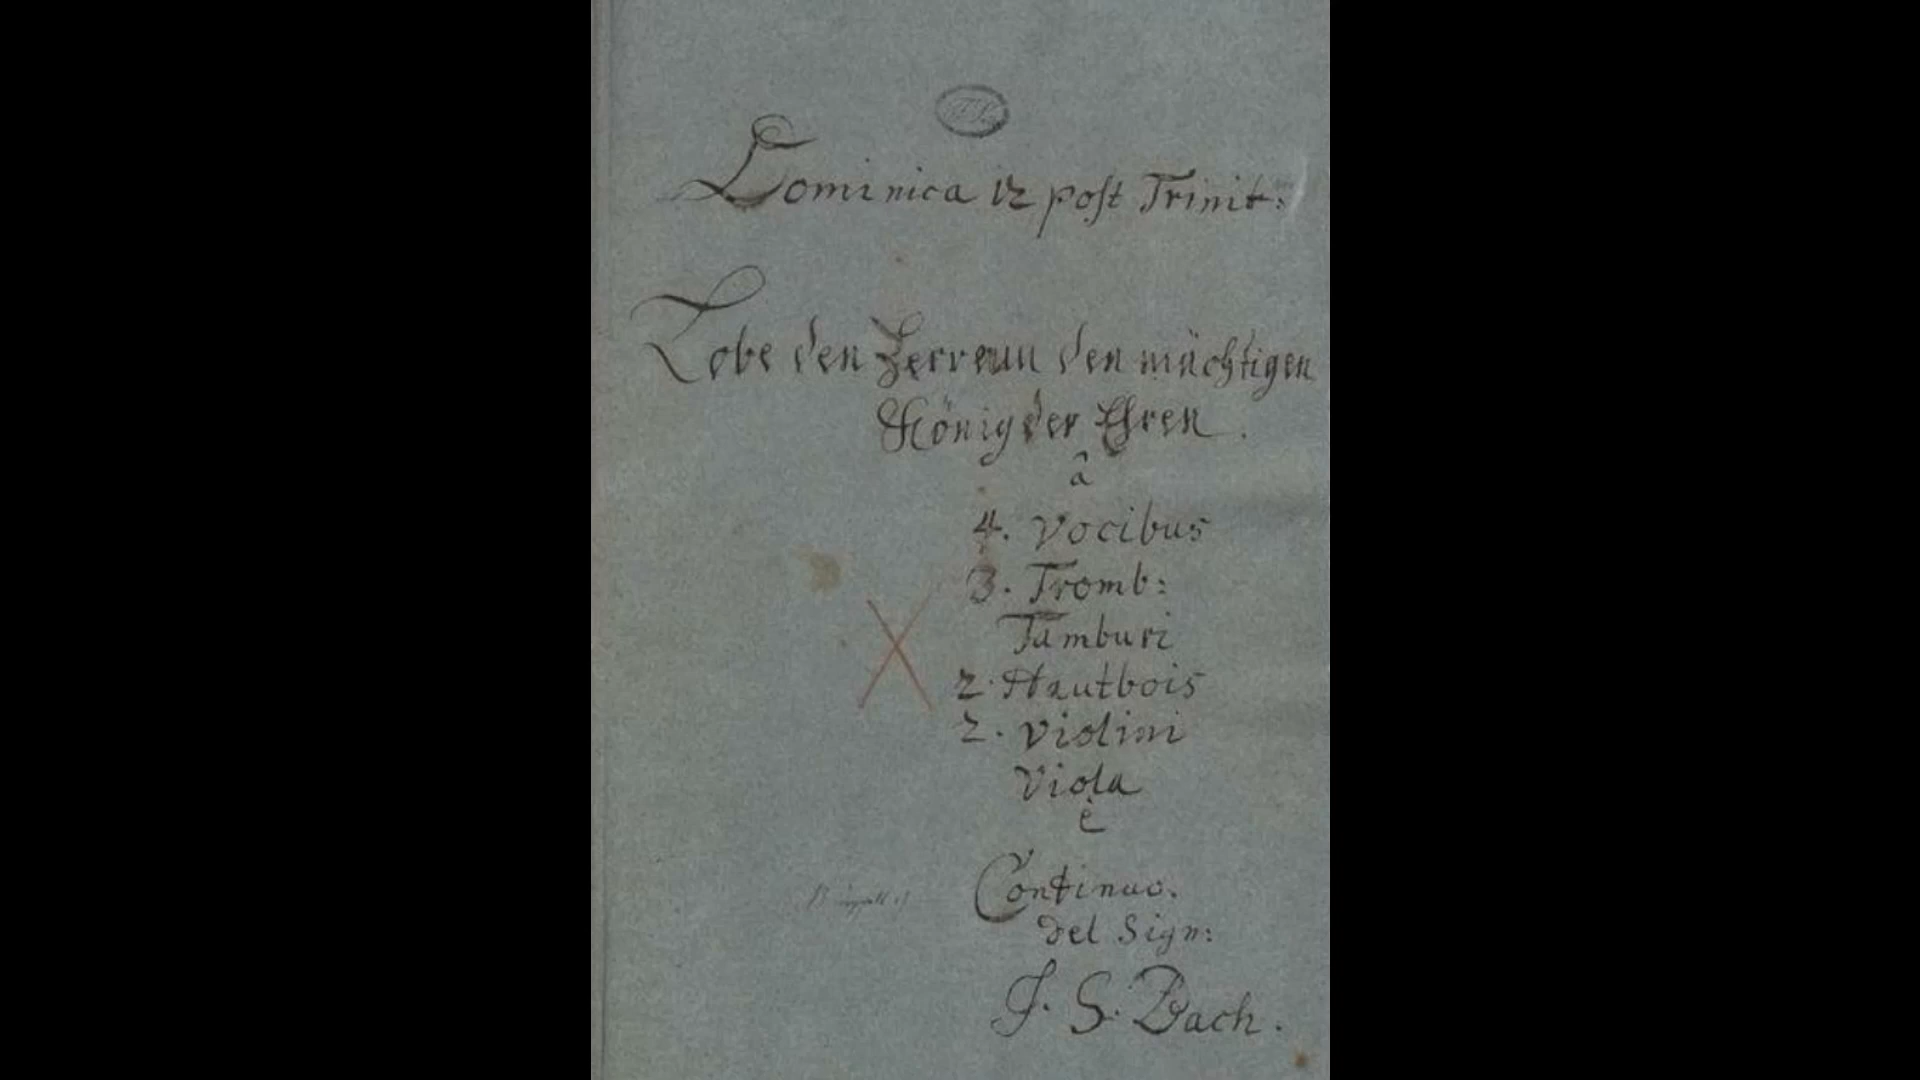 Dominica 12 post Trinit:
Lobe den Herren den mächtigen
König der Ehren.
â
4. Vocibus
3. Tromb:
Tamburi
2. Hautbois
2. Violini
Viola
è
Continuo.
del Sign:
J. S. Bach.